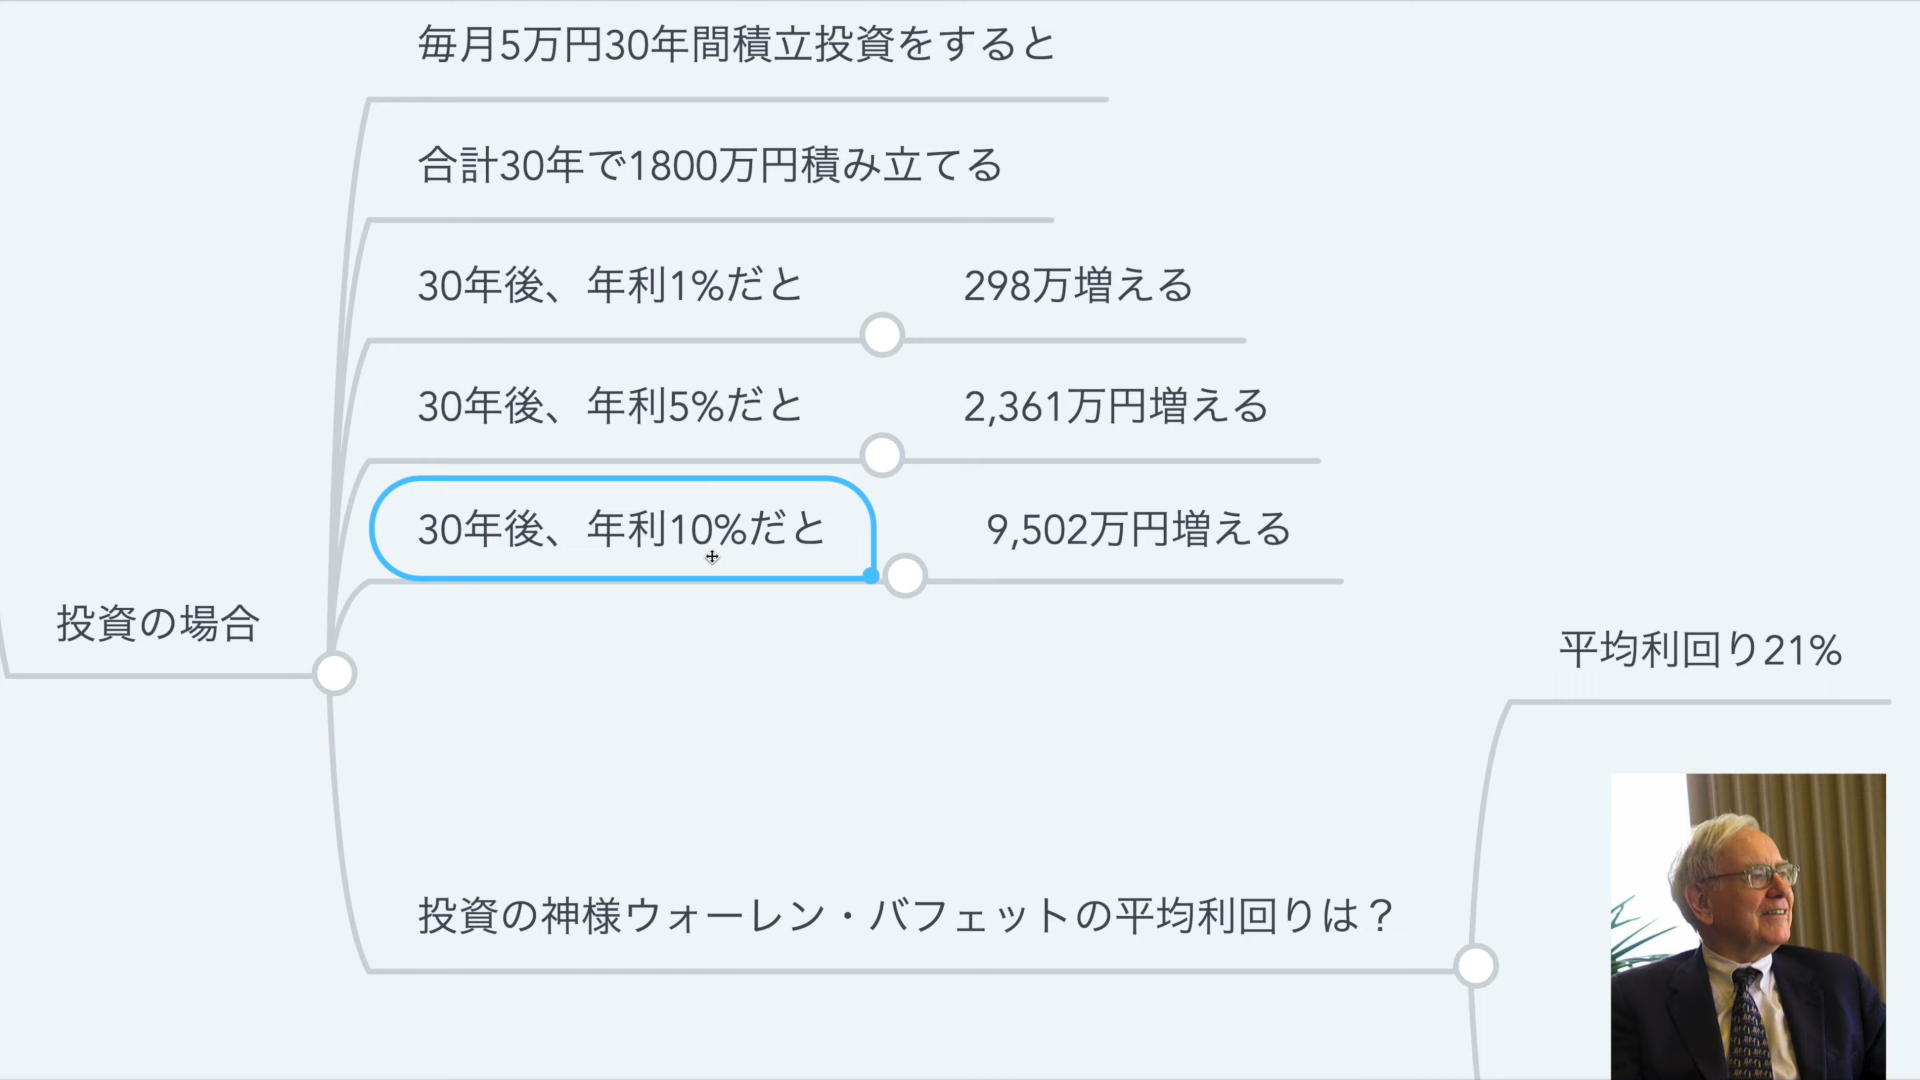 毎月5万円30年間積立投資をすると
合計30年で1800万円積み立てる
30年後、年利1%だと
298万増える
30年後、年利5%だと
2,361万円増える
30年後、年利10%だと
9,502万円増える
投資の場合
平均利回り21%
投資の神様ウォーレン・バフェットの平均利回りは？